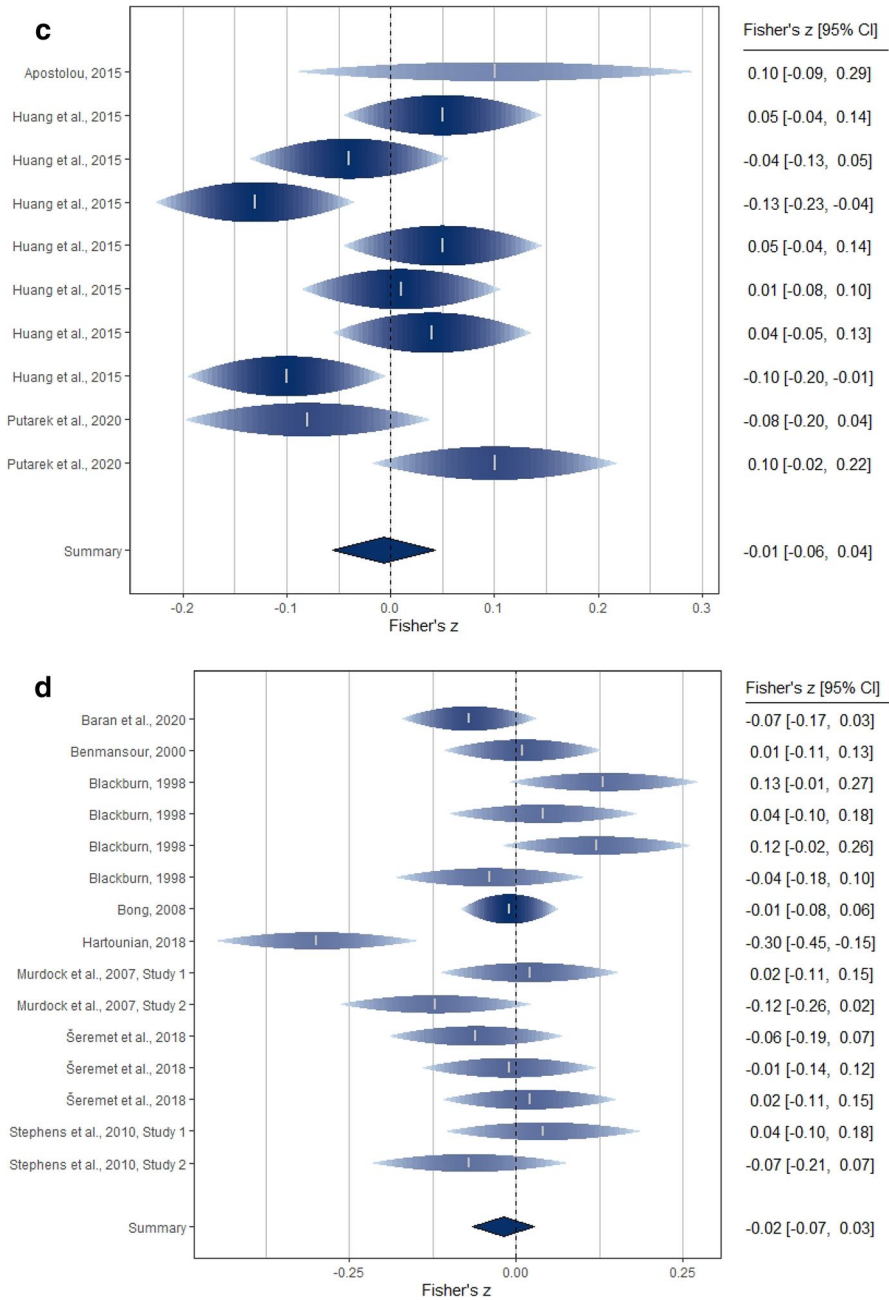 c
Fisher's z [95% CI]
Apostolou, 2015 0.10 [-0.09, 0.29]
Huang et al., 2015 0.05 [-0.04, 0.14]
Huang et al., 2015 -0.04 [-0.13, 0.05]
Huang et al., 2015 -0.13 [-0.23, -0.04]
Huang et al., 2015 0.05 [-0.04, 0.14]
Huang et al., 2015 0.01 [-0.08, 0.10]
Huang et al., 2015 0.04 [-0.05, 0.13]
Huang et al., 2015 -0.10 [-0.20, -0.01]
Putarek et al., 2020 -0.08 [-0.20, 0.04]
Putarek et al., 2020 0.10 [-0.02, 0.22]
Summary -0.01 [-0.06, 0.04]
-0.2 -0.1 0.0 0.1 0.2 0.3
Fisher's z
d
Fisher's z [95% CI]
Baran et al., 2020 -0.07 [-0.17, 0.03]
Benmansour, 2000 0.01 [-0.11, 0.13]
Blackburn, 1998 0.13 [-0.01, 0.27]
Blackburn, 1998 0.04 [-0.10, 0.18]
Blackburn, 1998 0.12 [-0.02, 0.26]
Blackburn, 1998 -0.04 [-0.18, 0.10]
Bong, 2008 -0.01 [-0.08, 0.06]
Hartounian, 2018 -0.30 [-0.45, -0.15]
Murdock et al., 2007, Study 1 0.02 [-0.11, 0.15]
Murdock et al., 2007, Study 2 -0.12 [-0.26, 0.02]
Šeremet et al., 2018 -0.06 [-0.19, 0.07]
Šeremet et al., 2018 -0.01 [-0.14, 0.12]
Šeremet et al., 2018 0.02 [-0.11, 0.15]
Stephens et al., 2010, Study 1 0.04 [-0.10, 0.18]
Stephens et al., 2010, Study 2 -0.07 [-0.21, 0.07]
Summary -0.02 [-0.07, 0.03]
-0.25 0.00 0.25
Fisher's z